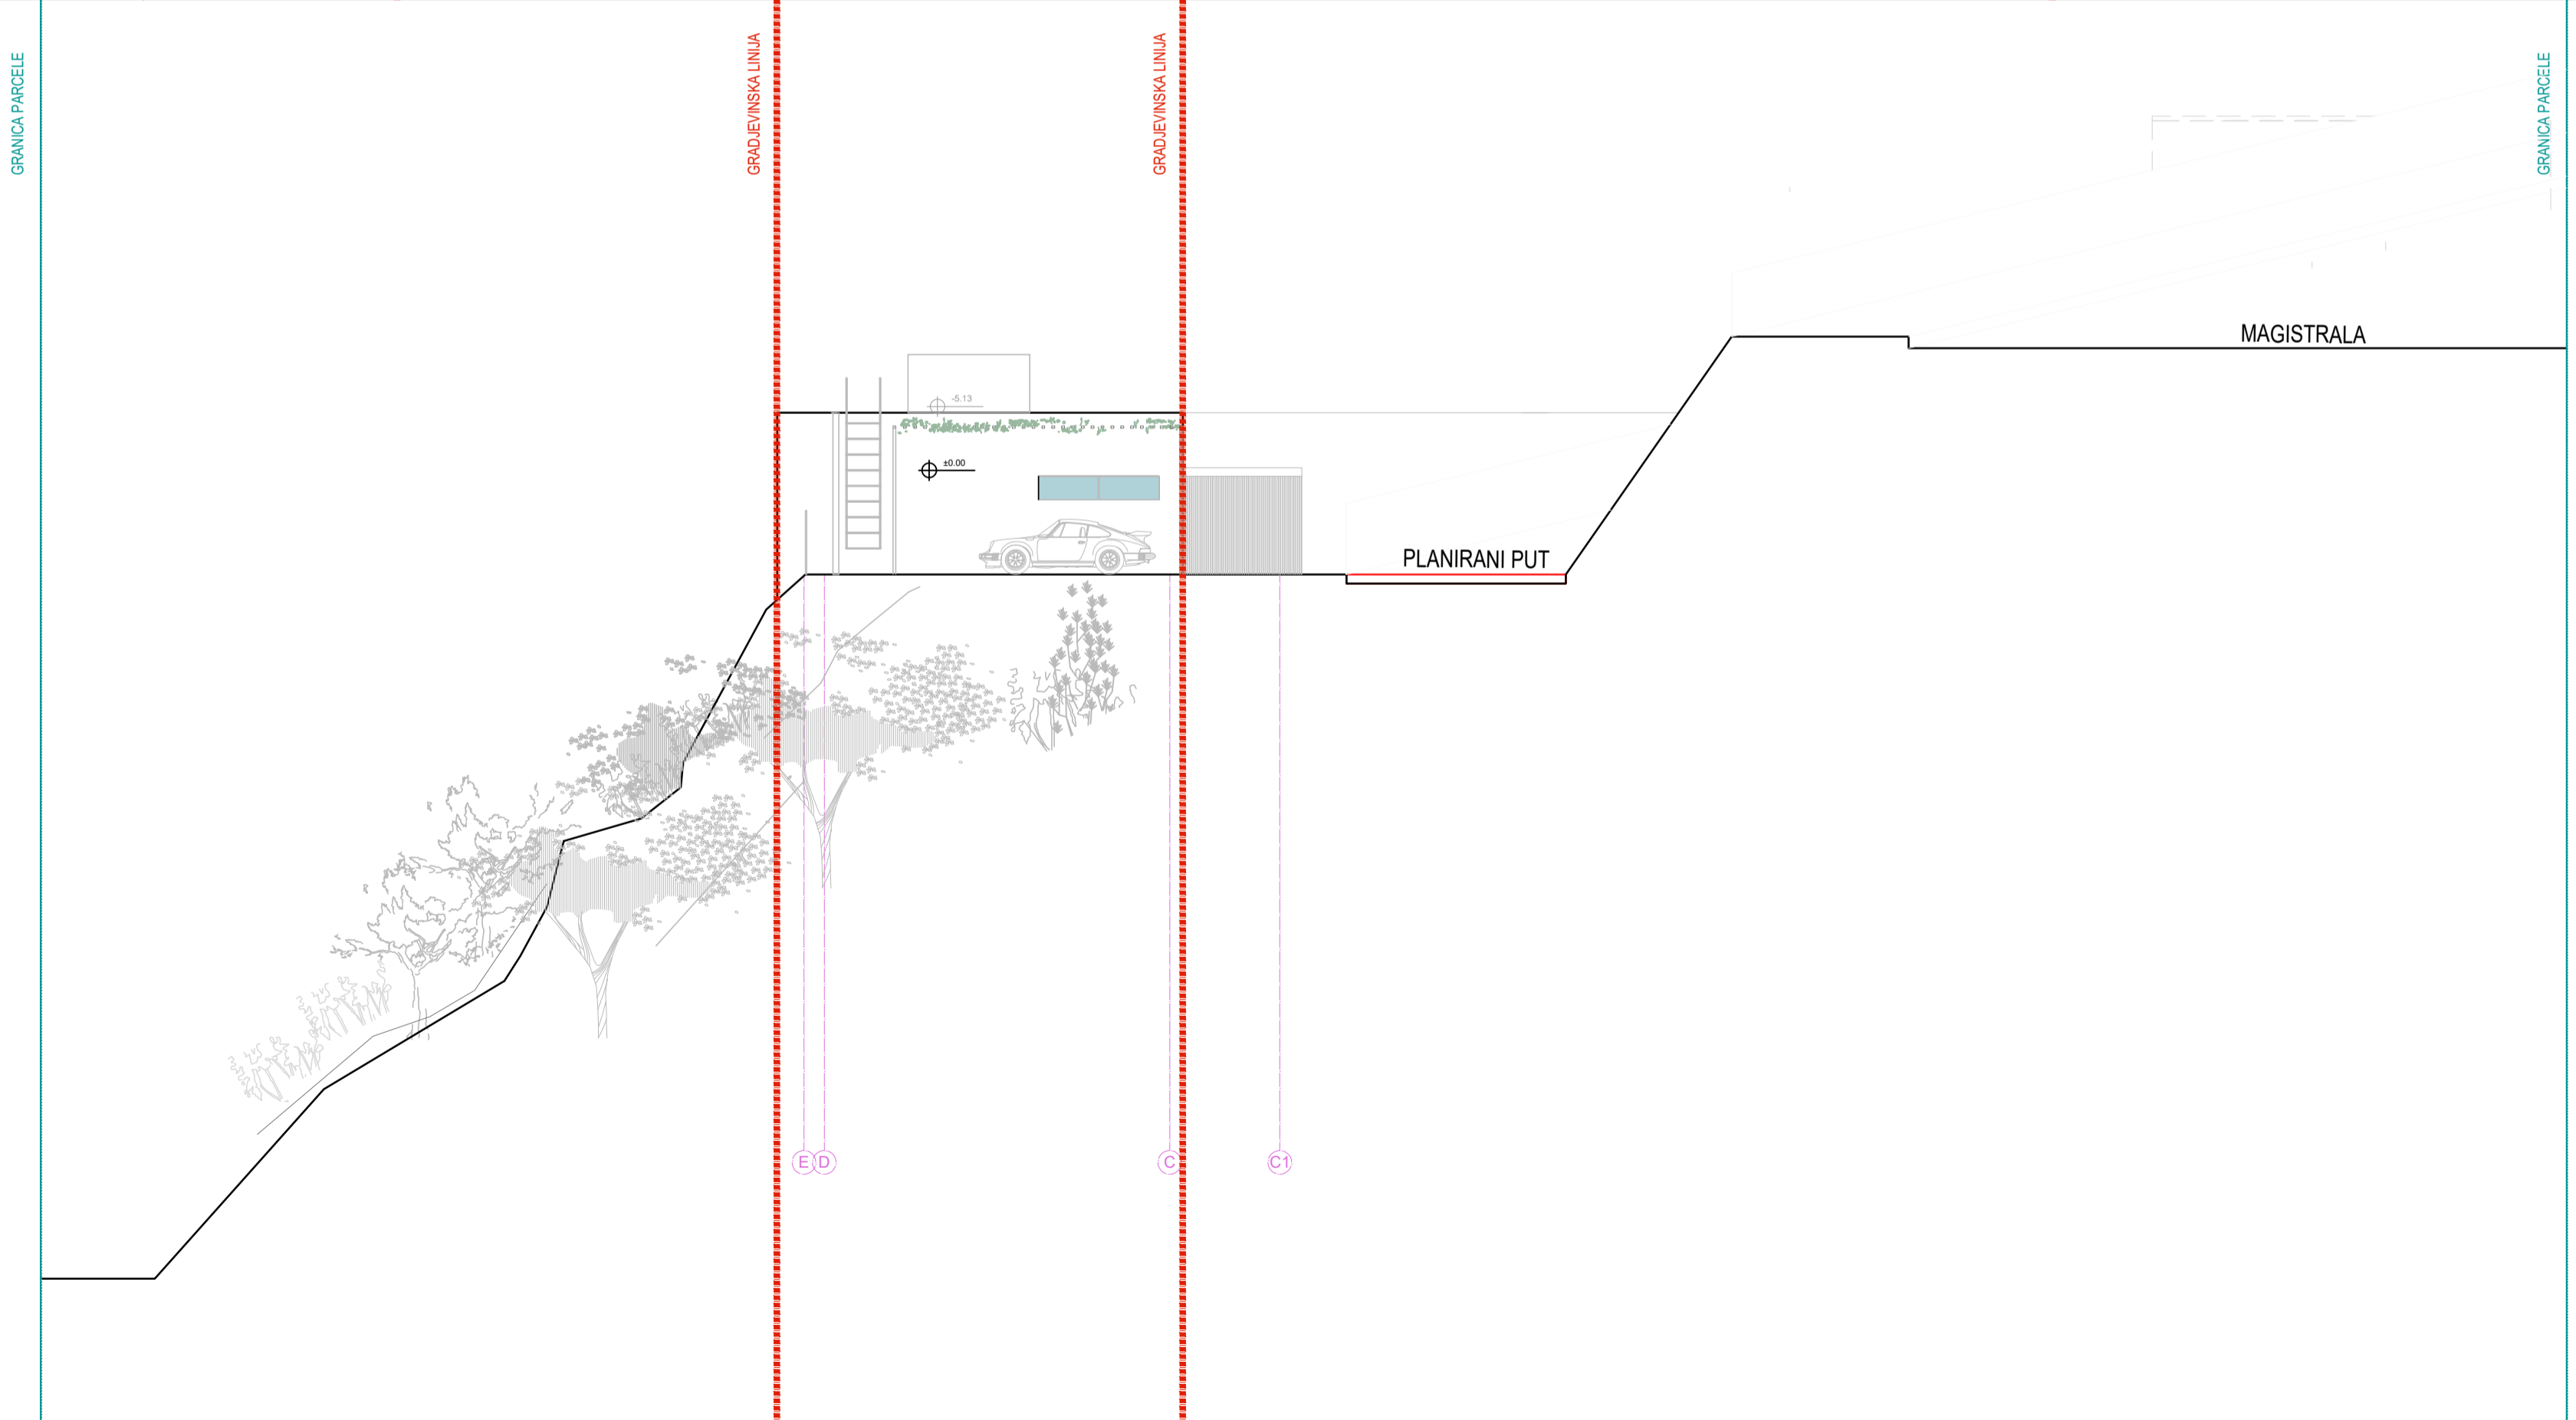 GRANICA PARCELE
GRADJEVINSKA LINIJA
GRADJEVINSKA LINIJA
GRANICA PARCELE
MAGISTRALA
-5.13
±0.00
PLANIRANI PUT
E
D
C
C1